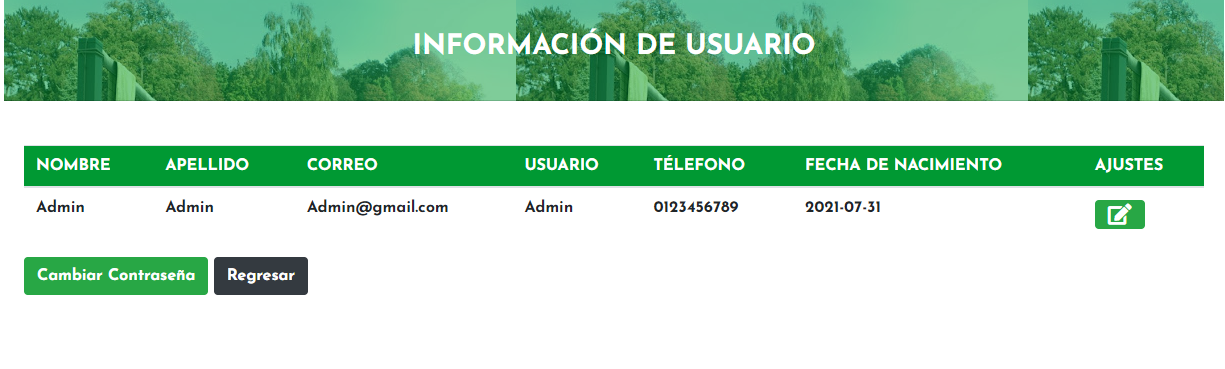 INFORMACIÓN DE USUARIO
NOMBRE APELLIDO CORREO USUARIO TÉLEFONO FECHA DE NACIMIENTO AJUSTES
Admin Admin Admin@gmail.com Admin 0123456789 2021-07-31
Cambiar Contraseña Regresar